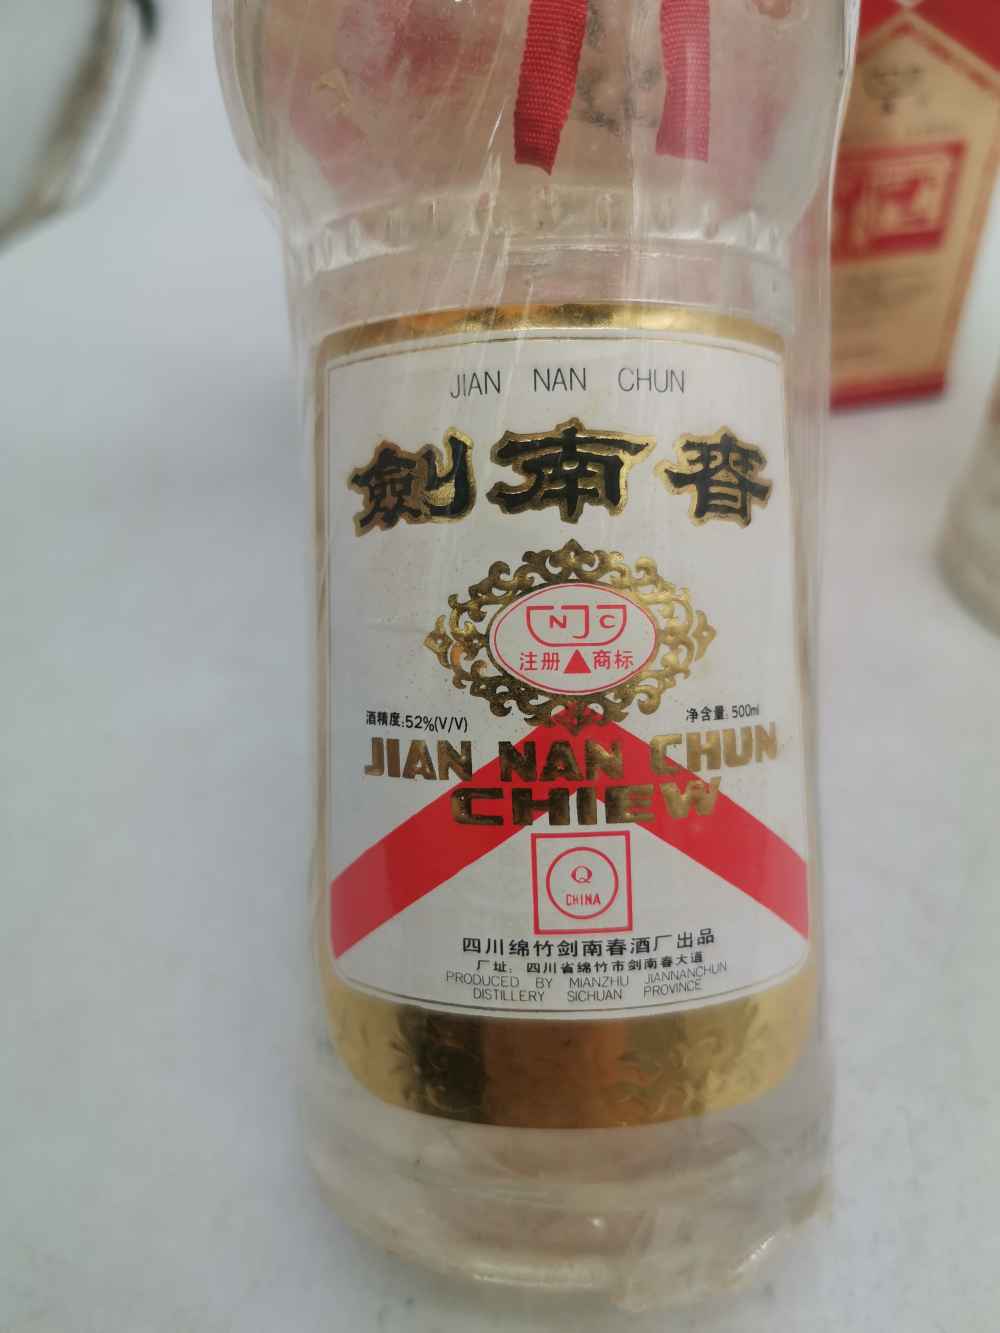 JIAN NAN CHUN
劍南春
NJC
注册 商标
酒精度:52%(V/V)
净含量:500ml
JIAN NAN CHUN
CHIEW
Q
CHINA
四川绵竹剑南春酒厂出品
厂址：四川省绵竹市剑南春大道
PRODUCED BY MIANZHU JIANNANCHUN
DISTILLERY SICHUAN PROVINCE